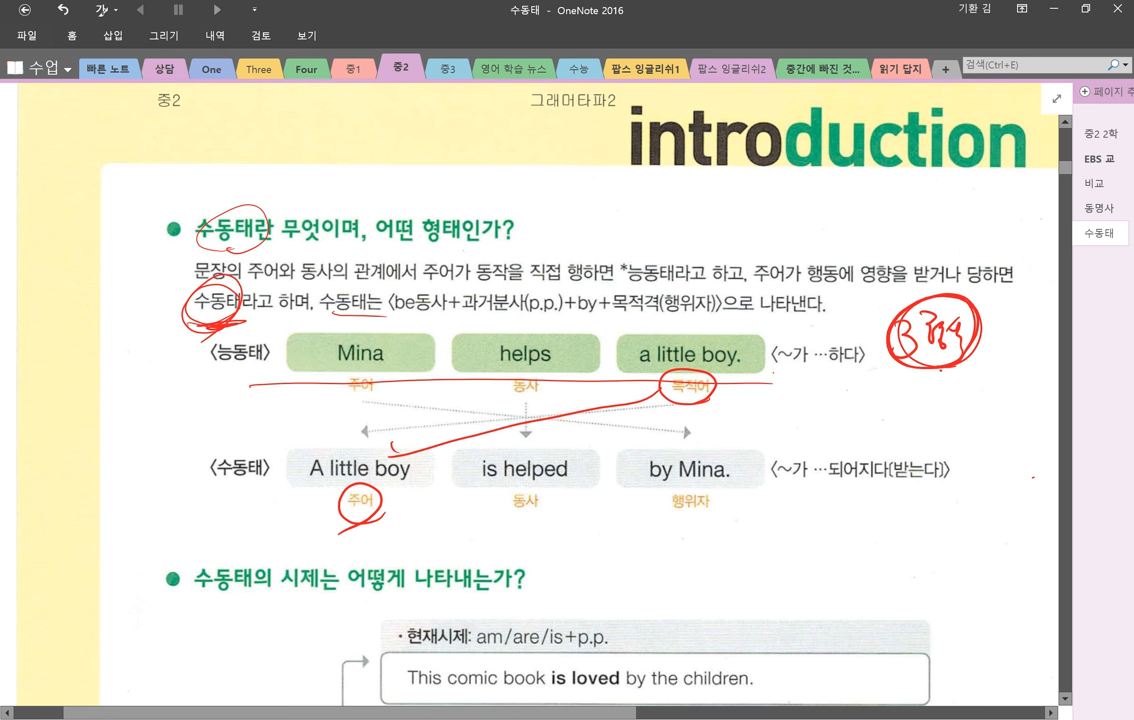 수동태 - OneNote 2016
기환 김
파일 홈 삽입 그리기 내역 검토 보기
수업 빠른 노트 상담 One Three Four 중1 중2 중3 영어 학습 뉴스 수능 팝스 잉글리쉬1 팝스 잉글리쉬2 중간에 빠진 것... 읽기 답지 + 검색(Ctrl+E)
페이지 추
중2 2학
EBS 교
비교
동명사
수동태
중2 그래머타파2
introduction
수동태란 무엇이며, 어떤 형태인가?
문장의 주어와 동사의 관계에서 주어가 동작을 직접 행하면 *능동태라고 하고, 주어가 행동에 영향을 받거나 당하면
수동태라고 하며, 수동태는 〈be동사+과거분사(p.p.)+by+목적격(행위자)〉으로 나타낸다.
〈능동태〉 Mina helps a little boy. 〈~가 …하다〉
주어 동사 목적어
〈수동태〉 A little boy is helped by Mina. 〈~가 …되어지다(받는다)〉
주어 동사 행위자
3형식
수동태의 시제는 어떻게 나타내는가?
· 현재시제: am/are/is+p.p.
This comic book is loved by the children.